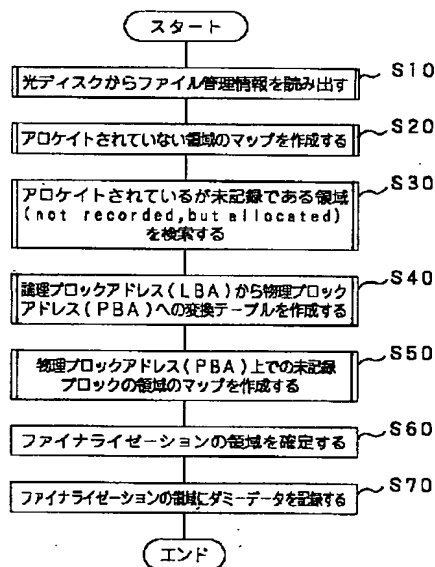 スタート
光ディスクからファイル管理情報を読み出す
S10
アロケイトされていない領域のマップを作成する
S20
アロケイトされているが未記録である領域
(not recorded,but allocated)
を検索する
S30
論理ブロックアドレス(LBA)から物理ブロック
アドレス(PBA)への変換テーブルを作成する
S40
物理ブロックアドレス(PBA)上での未記録
ブロックの領域のマップを作成する
S50
ファイナライゼーションの領域を確定する
S60
ファイナライゼーションの領域にダミーデータを記録する
S70
エンド